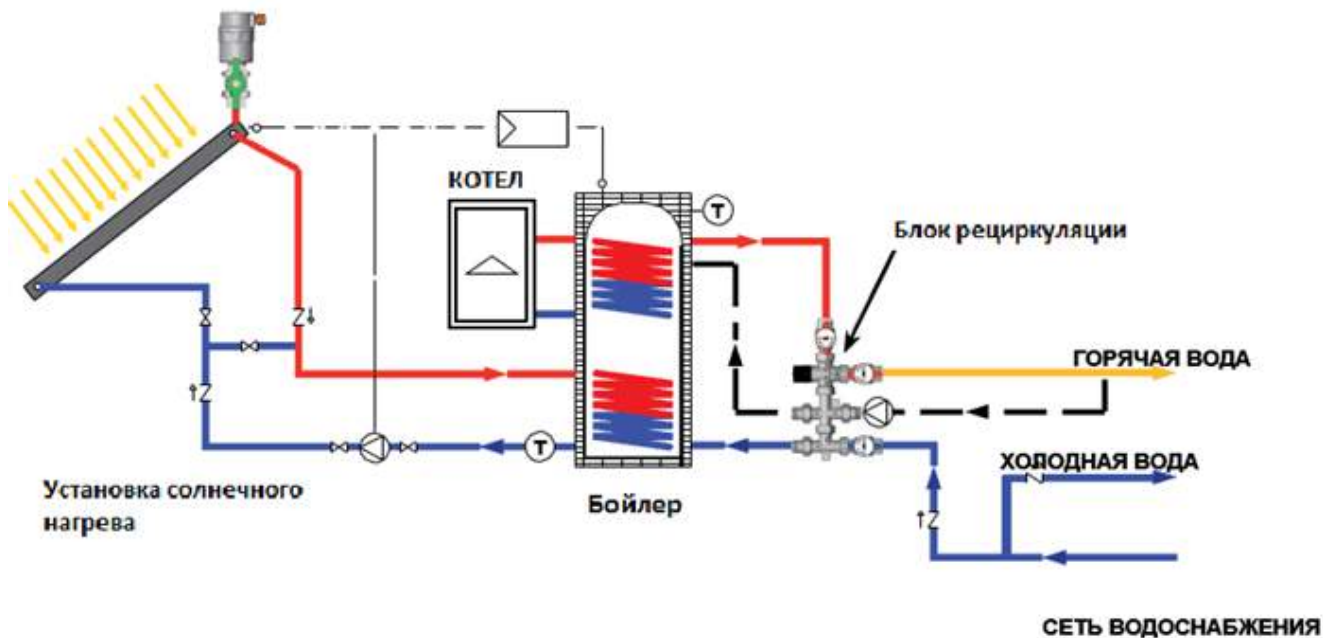 КОТЕЛ
T
Блок рециркуляции
ГОРЯЧАЯ ВОДА
T
ХОЛОДНАЯ ВОДА
Установка солнечного
нагрева
Бойлер
СЕТЬ ВОДОСНАБЖЕНИЯ